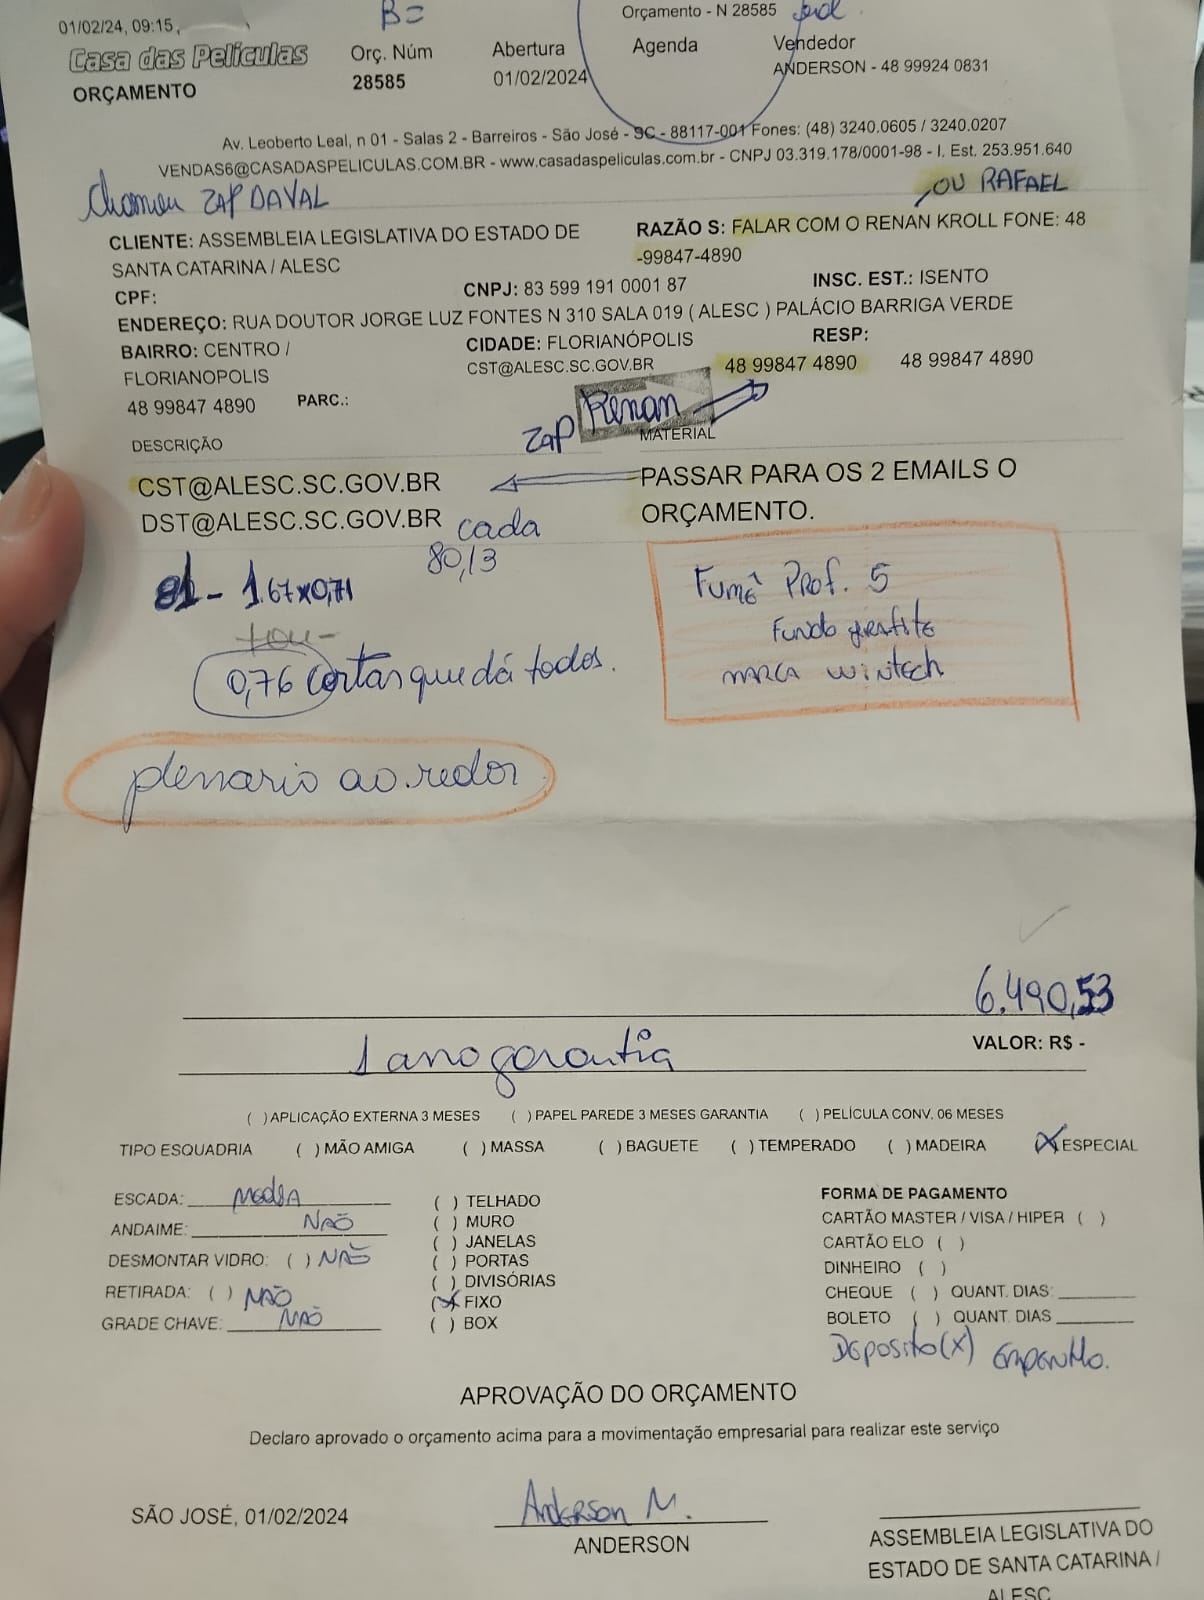 01/02/24, 09:15
B=
Orçamento - N 28585
Casa das Películas
Orç. Núm
Abertura
Agenda
Vendedor
ORÇAMENTO
28585
01/02/2024
ANDERSON - 48 99924 0831
Av. Leoberto Leal, n 01 - Salas 2 - Barreiros - São José - SC - 88117-001 Fones: (48) 3240.0605 / 3240.0207
VENDAS6@CASADASPELICULAS.COM.BR - www.casadaspeliculas.com.br - CNPJ 03.319.178/0001-98 - I. Est. 253.951.640
Chamou ZAP DAVAL
OU RAFAEL
CLIENTE: ASSEMBLEIA LEGISLATIVA DO ESTADO DE
SANTA CATARINA / ALESC
RAZÃO S: FALAR COM O RENAN KROLL FONE: 48
-99847-4890
CPF:
CNPJ: 83 599 191 0001 87
INSC. EST.: ISENTO
ENDEREÇO: RUA DOUTOR JORGE LUZ FONTES N 310 SALA 019 ( ALESC ) PALÁCIO BARRIGA VERDE
BAIRRO: CENTRO /
FLORIANOPOLIS
CIDADE: FLORIANÓPOLIS
RESP:
CST@ALESC.SC.GOV.BR
48 99847 4890
48 99847 4890
48 99847 4890
PARC.:
zap Renan
DESCRIÇÃO
MATERIAL
CST@ALESC.SC.GOV.BR
DST@ALESC.SC.GOV.BR
PASSAR PARA OS 2 EMAILS O
ORÇAMENTO.
cada
80,13
81 - 1.67x0,71
0,76 cortar que dá todos.
Fumê Prof. 5
Fundo grafite
MARCA WINTECH
plenario ao redor
6.490,53
1 ano garantia
VALOR: R$ -
( ) APLICAÇÃO EXTERNA 3 MESES ( ) PAPEL PAREDE 3 MESES GARANTIA ( ) PELÍCULA CONV. 06 MESES
TIPO ESQUADRIA ( ) MÃO AMIGA ( ) MASSA ( ) BAGUETE ( ) TEMPERADO ( ) MADEIRA (X) ESPECIAL
ESCADA: MEDIA
ANDAIME: NÃO
DESMONTAR VIDRO: ( ) NÃO
RETIRADA: ( ) NÃO
GRADE CHAVE: NÃO
( ) TELHADO
( ) MURO
( ) JANELAS
( ) PORTAS
( ) DIVISÓRIAS
(X) FIXO
( ) BOX
FORMA DE PAGAMENTO
CARTÃO MASTER / VISA / HIPER ( )
CARTÃO ELO ( )
DINHEIRO ( )
CHEQUE ( ) QUANT. DIAS: ______
BOLETO ( ) QUANT. DIAS ______
DEPOSITO (X) EMPENHO.
APROVAÇÃO DO ORÇAMENTO
Declaro aprovado o orçamento acima para a movimentação empresarial para realizar este serviço
SÃO JOSÉ, 01/02/2024
Anderson M.
ANDERSON
ASSEMBLEIA LEGISLATIVA DO
ESTADO DE SANTA CATARINA /
ALESC